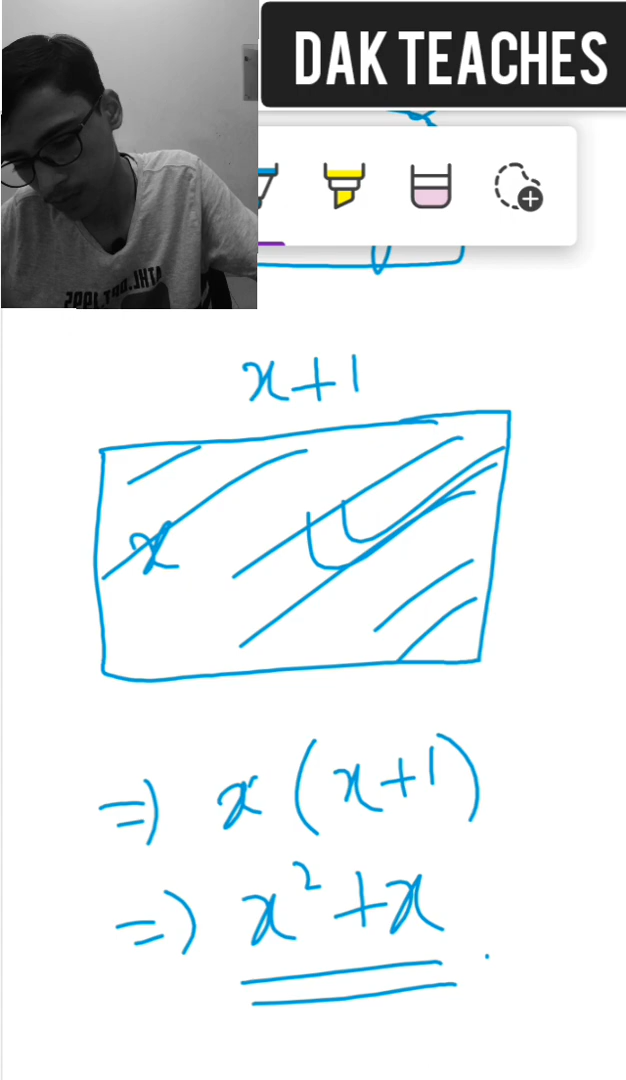 DAK TEACHES
x+1
x
=> x (x+1)
=> x² + x